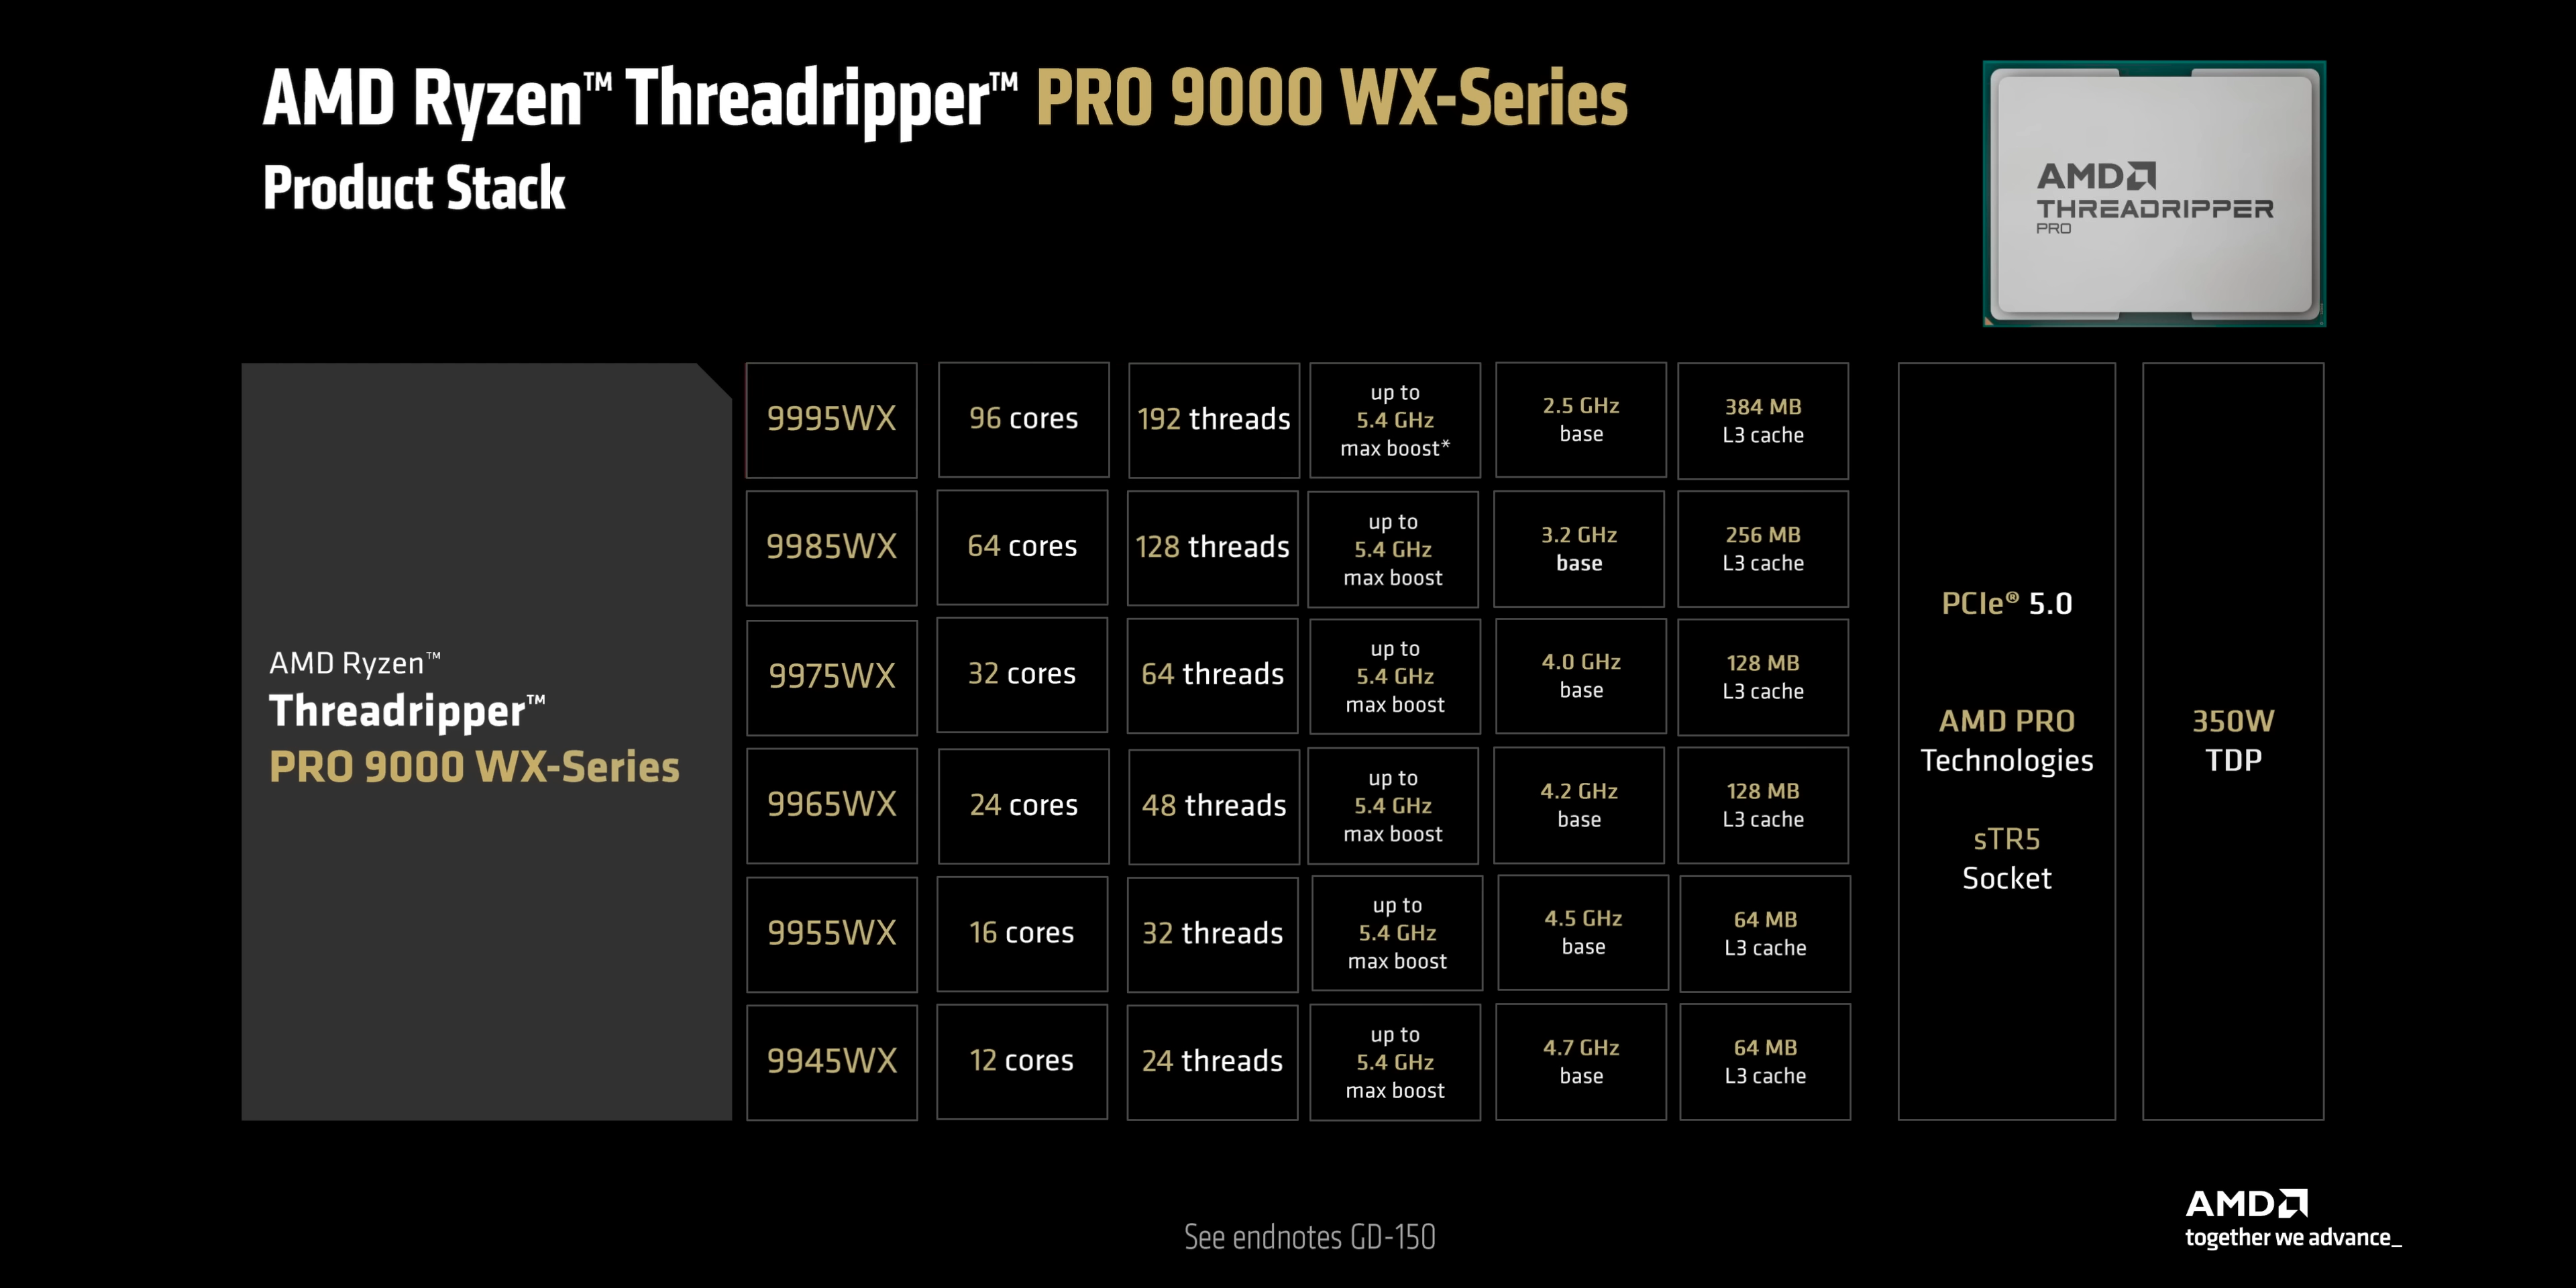 AMD Ryzen™ Threadripper™ PRO 9000 WX-Series
Product Stack
AMD
THREADRIPPER
PRO
AMD Ryzen™
Threadripper™
PRO 9000 WX-Series
9995WX
96 cores
192 threads
up to
5.4 GHz
max boost*
2.5 GHz
base
384 MB
L3 cache
9985WX
64 cores
128 threads
up to
5.4 GHz
max boost
3.2 GHz
base
256 MB
L3 cache
9975WX
32 cores
64 threads
up to
5.4 GHz
max boost
4.0 GHz
base
128 MB
L3 cache
9965WX
24 cores
48 threads
up to
5.4 GHz
max boost
4.2 GHz
base
128 MB
L3 cache
9955WX
16 cores
32 threads
up to
5.4 GHz
max boost
4.5 GHz
base
64 MB
L3 cache
9945WX
12 cores
24 threads
up to
5.4 GHz
max boost
4.7 GHz
base
64 MB
L3 cache
PCIe® 5.0
AMD PRO
Technologies
sTR5
Socket
350W
TDP
See endnotes GD-150
AMD
together we advance_